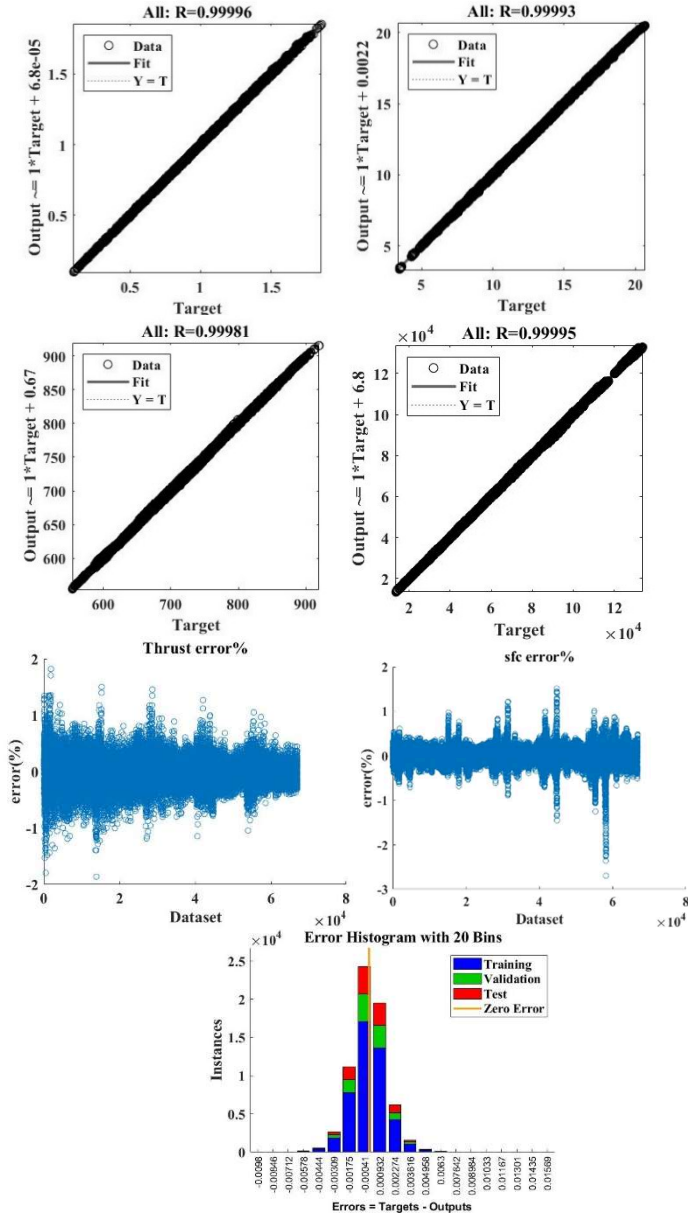 All: R=0.99996
Output ~= 1*Target + 6.8e-05
Data
Fit
Y = T
1.5
1
0.5
0.5 1 1.5
Target
All: R=0.99993
Output ~= 1*Target + 0.0022
Data
Fit
Y = T
20
15
10
5
5 10 15 20
Target
All: R=0.99981
Output ~= 1*Target + 0.67
Data
Fit
Y = T
900
850
800
750
700
650
600
600 700 800 900
Target
×10^4 All: R=0.99995
Output ~= 1*Target + 6.8
Data
Fit
Y = T
12
10
8
6
4
2
2 4 6 8 10 12
Target
×10^4
Thrust error%
error(%)
2
1
0
-1
-2
0 2 4 6 8
Dataset
×10^4
sfc error%
error(%)
2
1
0
-1
-2
-3
0 2 4 6 8
Dataset
×10^4
Error Histogram with 20 Bins
×10^4
Instances
2.5
2
1.5
1
0.5
0
Training
Validation
Test
Zero Error
-0.0098
-0.00846
-0.00712
-0.00578
-0.00444
-0.00309
-0.00175
-0.00041
0.000932
0.002274
0.003616
0.004958
0.0063
0.007642
0.008984
0.01033
0.01167
0.01301
0.01435
0.01569
Errors = Targets - Outputs